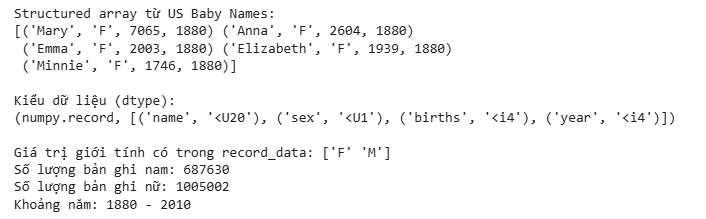 Structured array từ US Baby Names:
[('Mary', 'F', 7065, 1880) ('Anna', 'F', 2604, 1880)
('Emma', 'F', 2003, 1880) ('Elizabeth', 'F', 1939, 1880)
('Minnie', 'F', 1746, 1880)]
Kiểu dữ liệu (dtype):
(numpy.record, [('name', '<U20'), ('sex', '<U1'), ('births', '<i4'), ('year', '<i4')])
Giá trị giới tính có trong record_data: ['F' 'M']
Số lượng bản ghi nam: 687630
Số lượng bản ghi nữ: 1005002
Khoảng năm: 1880 - 2010